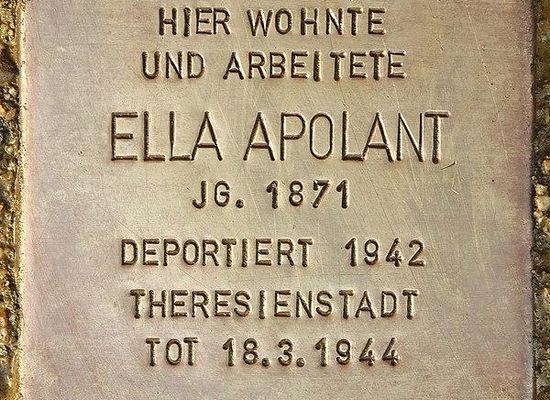 HIER WOHNTE
UND ARBEITETE
ELLA APOLANT
JG. 1871
DEPORTIERT 1942
THERESIENSTADT
TOT 18.3.1944